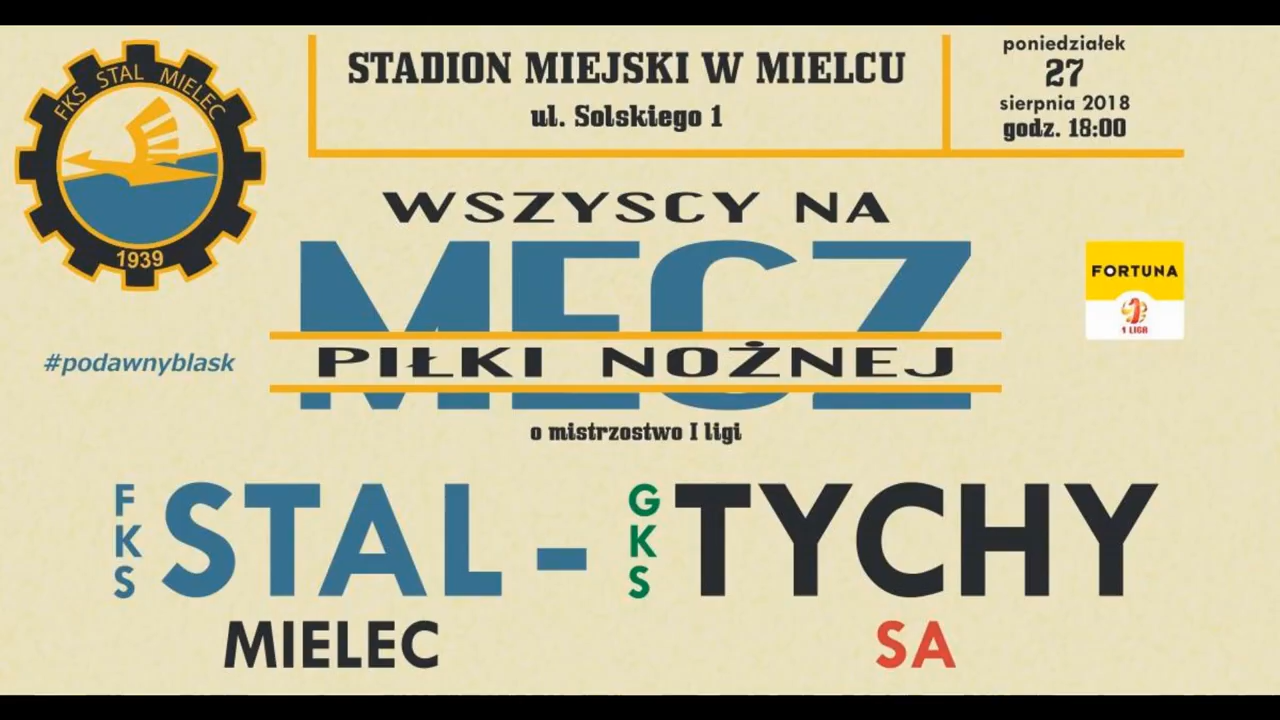 FKS STAL MIELEC
1939
STADION MIEJSKI W MIELCU
ul. Solskiego 1
poniedziałek
27
sierpnia 2018
godz. 18:00
WSZYSCY NA
MECZ
PIŁKI NOŻNEJ
o mistrzostwo I ligi
FORTUNA
1 LIGA
#podawnyblask
FKS STAL - GKS TYCHY
MIELEC SA